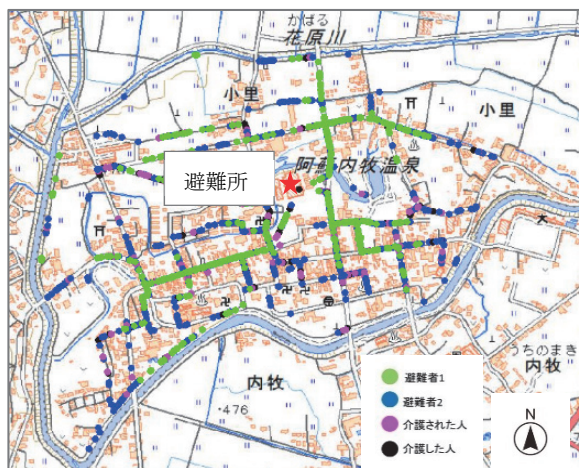 かばる
花原川
小里
小里
阿蘇内牧温泉
避難所
うちのまき
内牧
内牧
・476
避難者1
避難者2
介護された人
介護した人
N